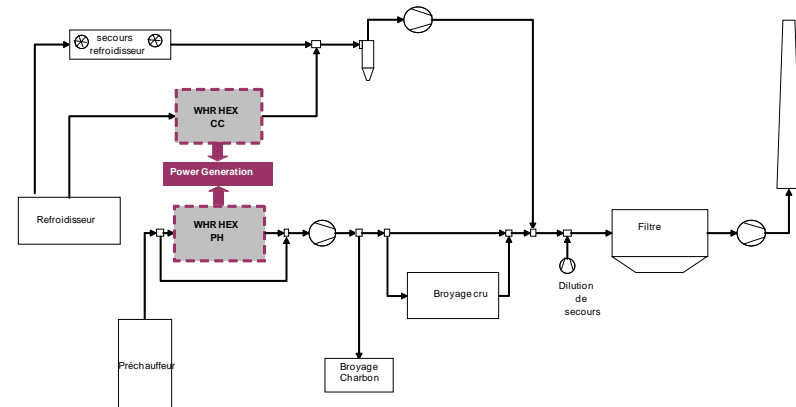 secours
refroidisseur
WHR HEX
CC
Power Generation
Refroidisseur
WHR HEX
PH
Filtre
Broyage cru
Dilution
de
secours
Préchauffeur
Broyage
Charbon